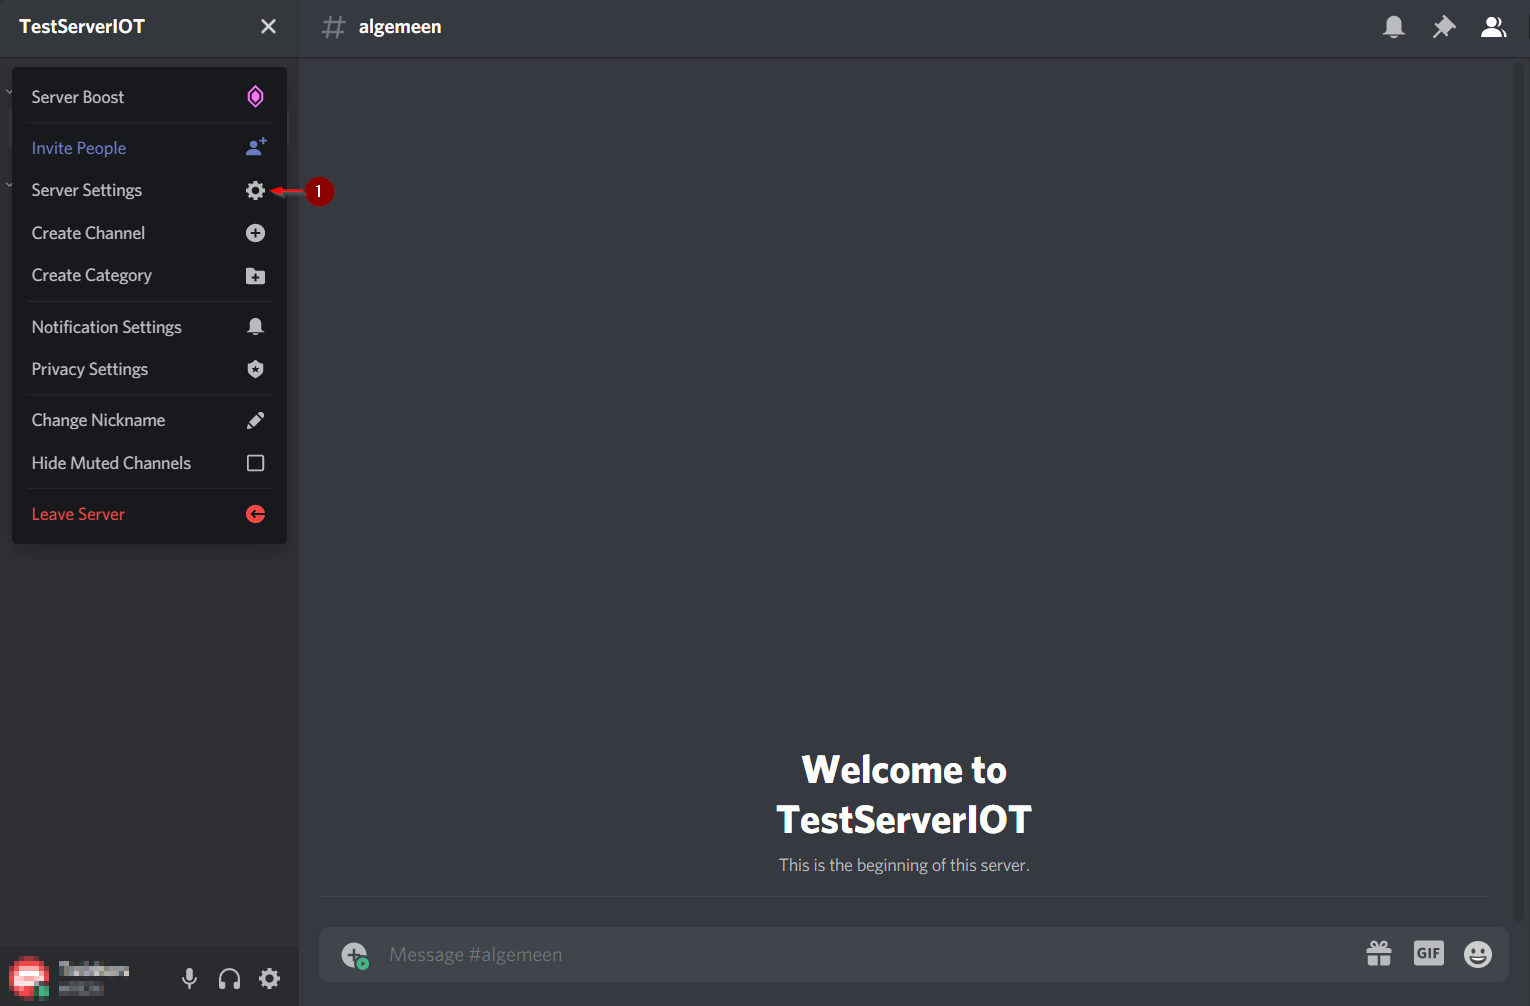 TestServerIOT
algemeen
Server Boost
Invite People
Server Settings
1
Create Channel
Create Category
Notification Settings
Privacy Settings
Change Nickname
Hide Muted Channels
Leave Server
Welcome to
TestServerIOT
This is the beginning of this server.
Message #algemeen
GIF